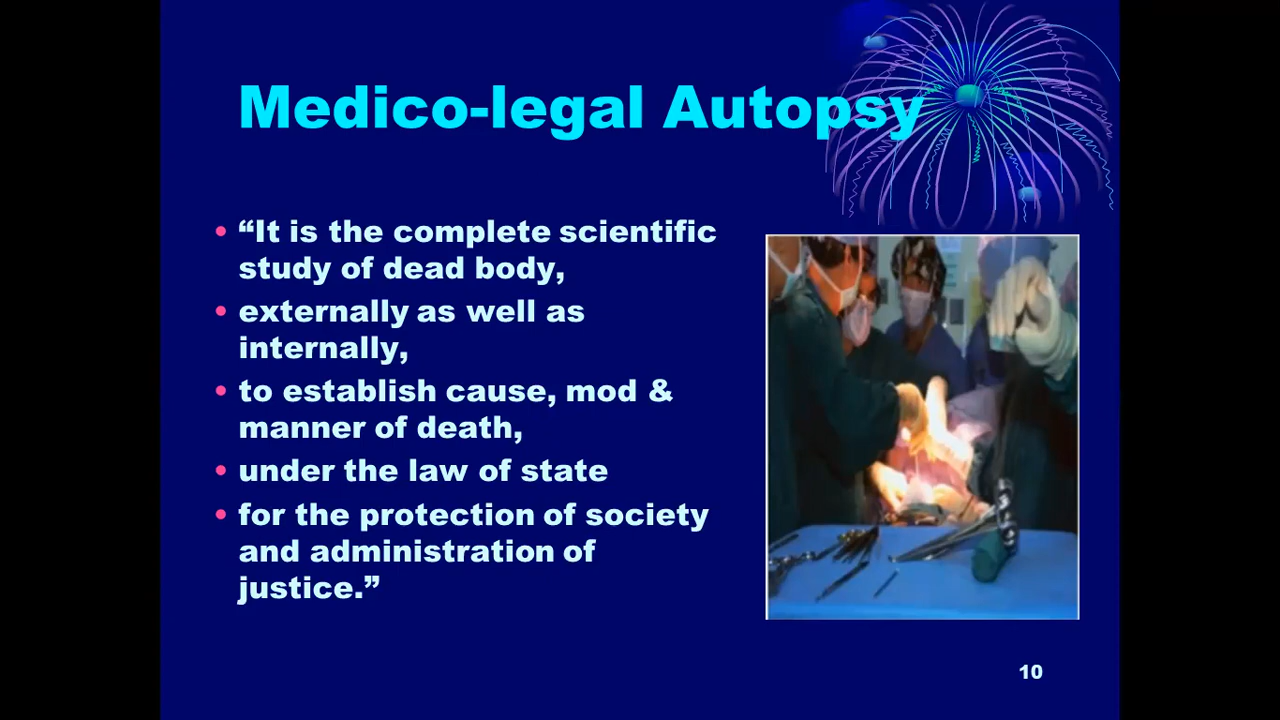 Medico-legal Autopsy
• “It is the complete scientific
study of dead body,
• externally as well as
internally,
• to establish cause, mod &
manner of death,
• under the law of state
• for the protection of society
and administration of
justice.”
10